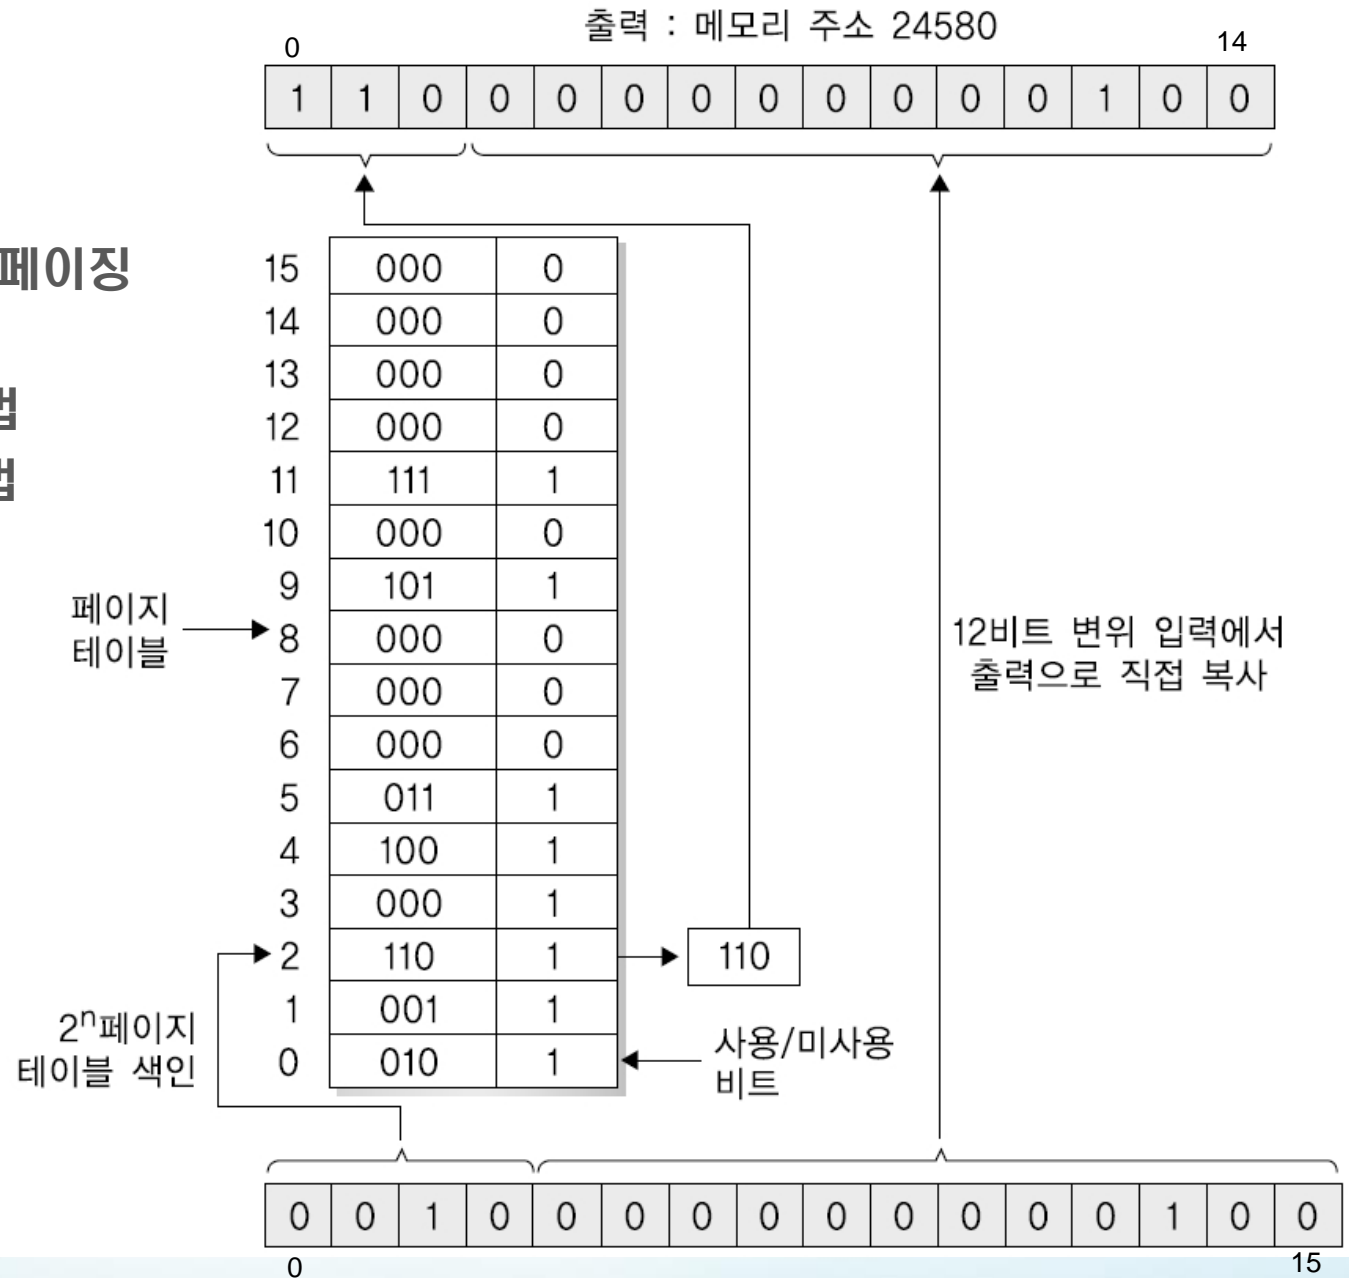 출력 : 메모리 주소 24580
0 14
1 1 0 0 0 0 0 0 0 0 0 0 1 0 0
페이징
법
법
15 000 0
14 000 0
13 000 0
12 000 0
11 111 1
10 000 0
9 101 1
8 000 0
7 000 0
6 000 0
5 011 1
4 100 1
3 000 1
2 110 1 110
1 001 1
0 010 1
페이지
테이블
12비트 변위 입력에서
출력으로 직접 복사
2ⁿ페이지
테이블 색인
사용/미사용
비트
0 0 1 0 0 0 0 0 0 0 0 0 0 1 0 0
0 15